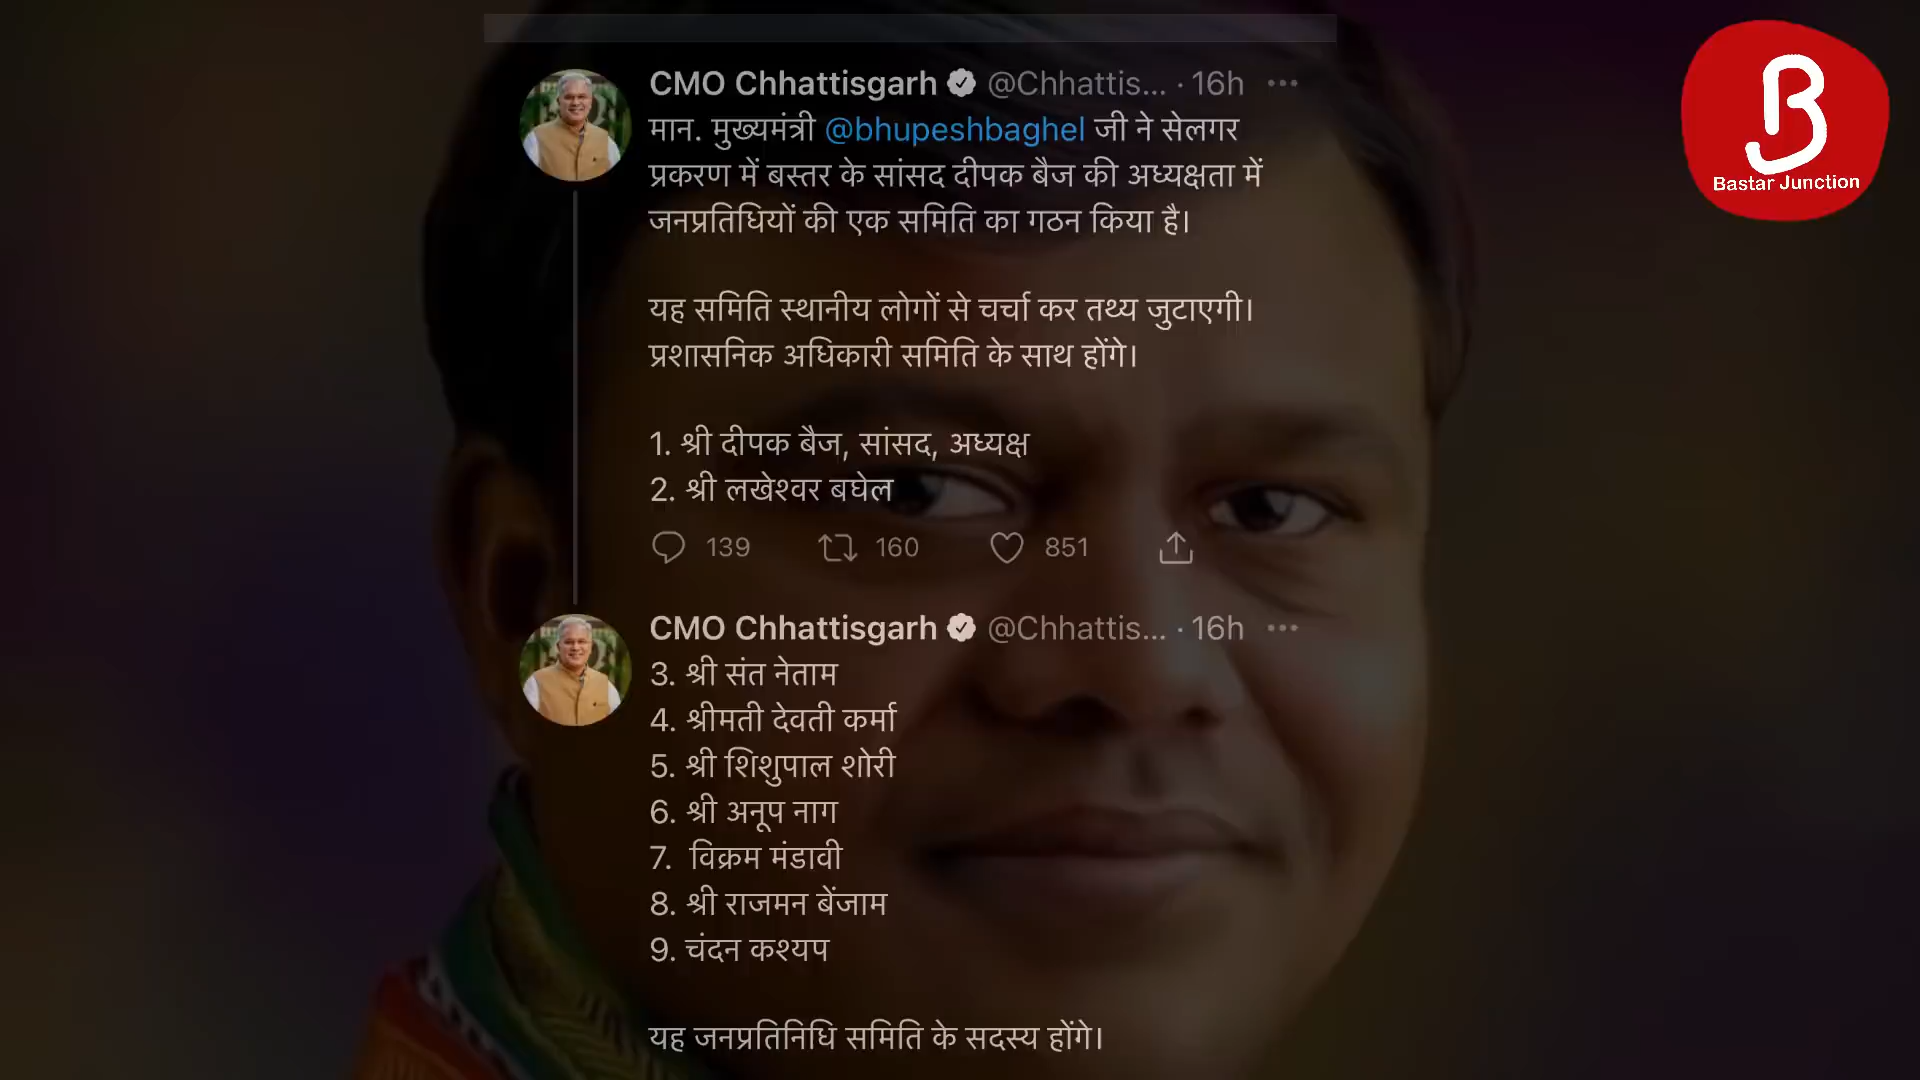 CMO Chhattisgarh @Chhattis... · 16h
मान. मुख्यमंत्री @bhupeshbaghel जी ने सेलगर
प्रकरण में बस्तर के सांसद दीपक बैज की अध्यक्षता में
जनप्रतिधियों की एक समिति का गठन किया है।
यह समिति स्थानीय लोगों से चर्चा कर तथ्य जुटाएगी।
प्रशासनिक अधिकारी समिति के साथ होंगे।
1. श्री दीपक बैज, सांसद, अध्यक्ष
2. श्री लखेश्वर बघेल
139 160 851
CMO Chhattisgarh @Chhattis... · 16h
3. श्री संत नेताम
4. श्रीमती देवती कर्मा
5. श्री शिशुपाल शोरी
6. श्री अनूप नाग
7. विक्रम मंडावी
8. श्री राजमन बेंजाम
9. चंदन कश्यप
यह जनप्रतिनिधि समिति के सदस्य होंगे।
B
Bastar Junction